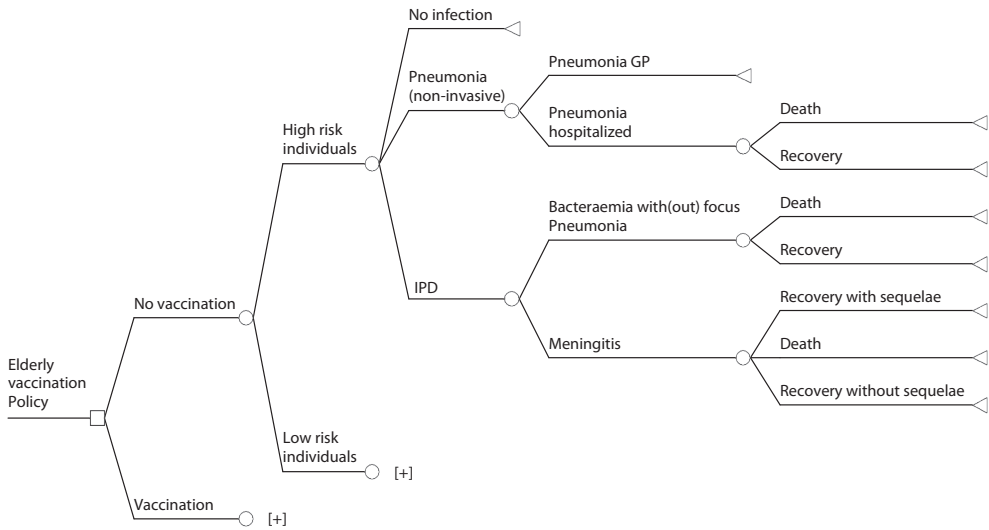 No infection
Pneumonia GP
Pneumonia
(non-invasive)
Pneumonia
hospitalized
Death
High risk
individuals
Recovery
Bacteraemia with(out) focus
Pneumonia
Death
Recovery
IPD
No vaccination
Recovery with sequelae
Meningitis
Death
Elderly
vaccination
Policy
Recovery without sequelae
Low risk
individuals
[+]
Vaccination
[+]